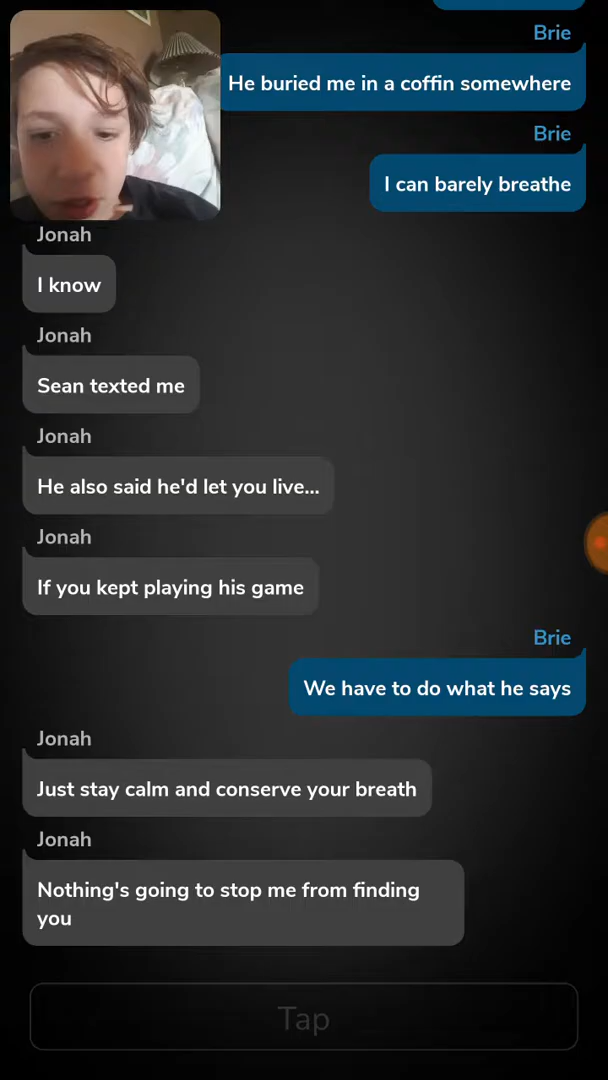 Brie
He buried me in a coffin somewhere
Brie
I can barely breathe
Jonah
I know
Jonah
Sean texted me
Jonah
He also said he'd let you live...
Jonah
If you kept playing his game
Brie
We have to do what he says
Jonah
Just stay calm and conserve your breath
Jonah
Nothing's going to stop me from finding
you
Tap